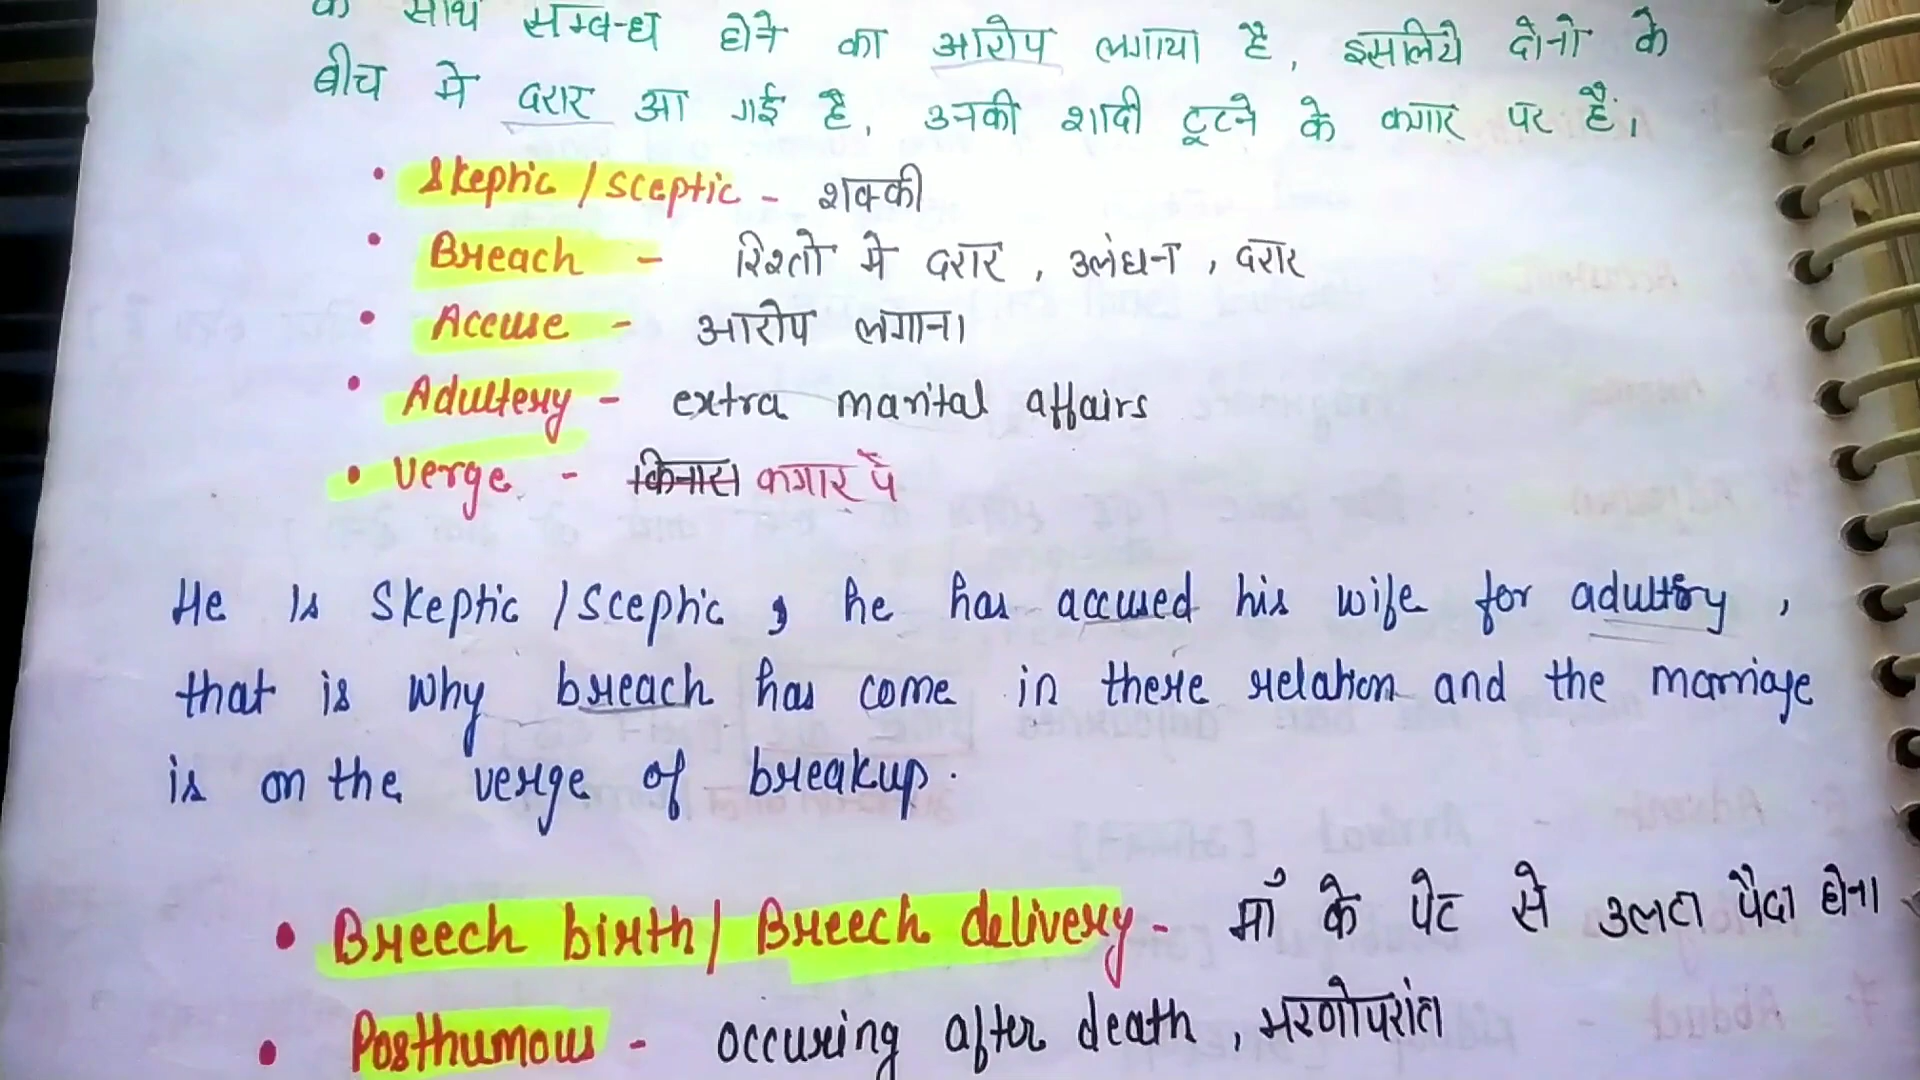 के साथ सम्बन्ध होने का आरोप लगाया है, इसलिये दोनो के
बीच मे दरार आ गई है, उनकी शादी टूटने के कगार पर हैं।
• Skeptic / Sceptic - शक्की
• Breach - रिश्तो मे दरार, उलंघन, दरार
• Accuse - आरोप लगाना
• Adultery - extra marital affairs
• Verge - कगार पे
He is Skeptic / Sceptic, he has accused his wife for adultery,
that is why breach has come in there relation and the marriage
is on the verge of breakup.
• Breech birth / Breech delivery - माँ के पेट से उलटा पैदा होना
• Posthumous - occuring after death, मरणोपरांत